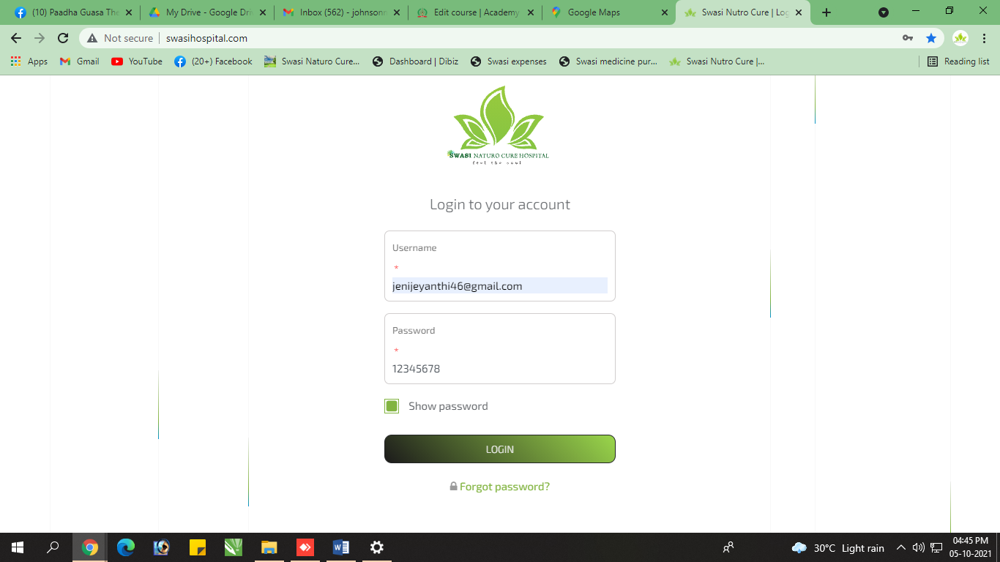 (10) Paadha Guasa The
My Drive - Google Dri
Inbox (562) - johnsonn
Edit course | Academy
Google Maps
Swasi Nutro Cure | Log
Not secure | swasihospital.com
Apps
Gmail
YouTube
(20+) Facebook
Swasi Naturo Cure...
Dashboard | Dibiz
Swasi expenses
Swasi medicine pur...
Swasi Nutro Cure |...
Reading list
SWASI NATURO CURE HOSPITAL
feel the soul
Login to your account
Username
*
jenijeyanthi46@gmail.com
Password
*
12345678
Show password
LOGIN
Forgot password?
30°C Light rain
04:45 PM
05-10-2021